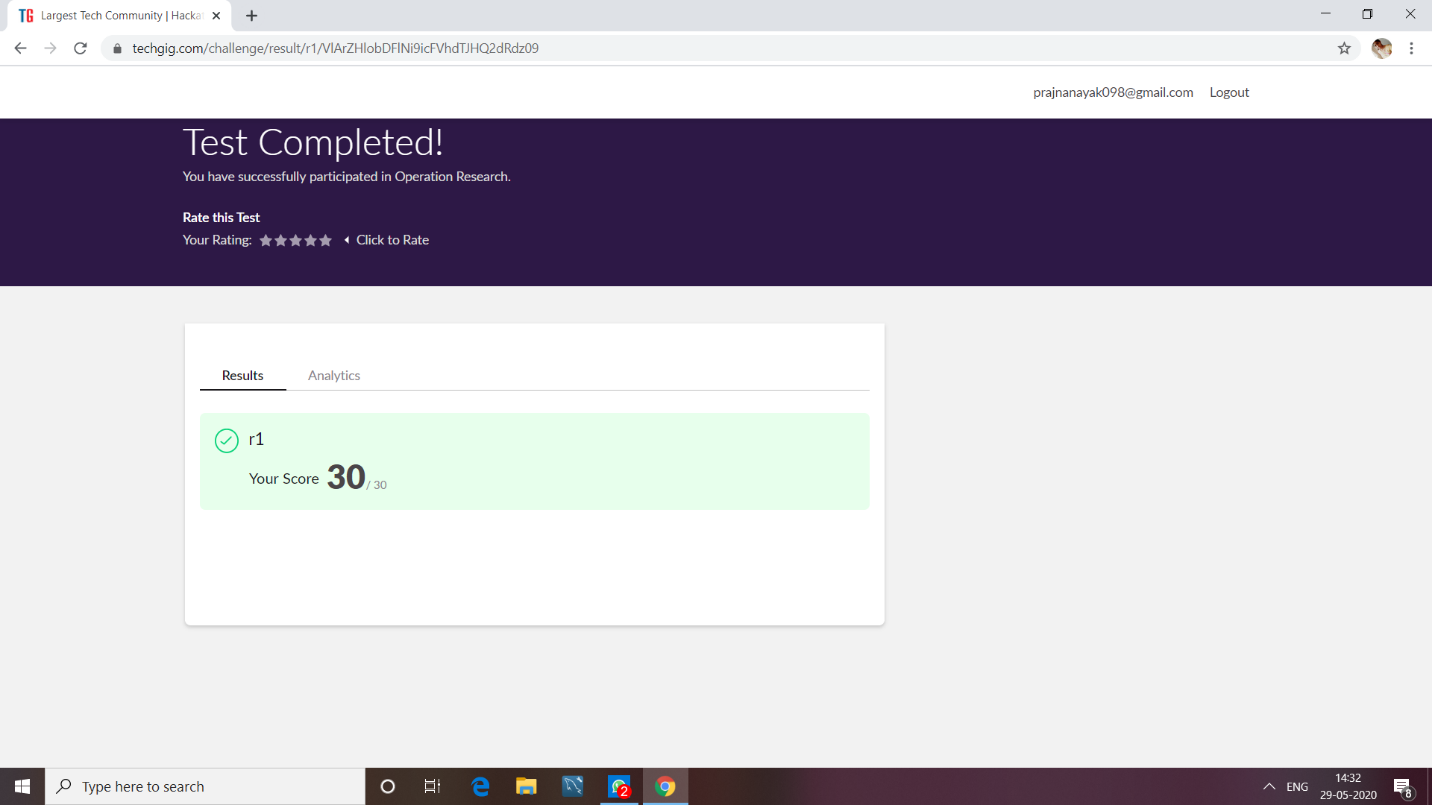 TG Largest Tech Community | Hacka
techgig.com/challenge/result/r1/VlArZHlobDFlNi9icFVhdTJHQ2dRdz09
prajnanayak098@gmail.com Logout
Test Completed!
You have successfully participated in Operation Research.
Rate this Test
Your Rating: Click to Rate
Results Analytics
r1
Your Score 30 / 30
Type here to search
2
ENG
14:32
29-05-2020
8